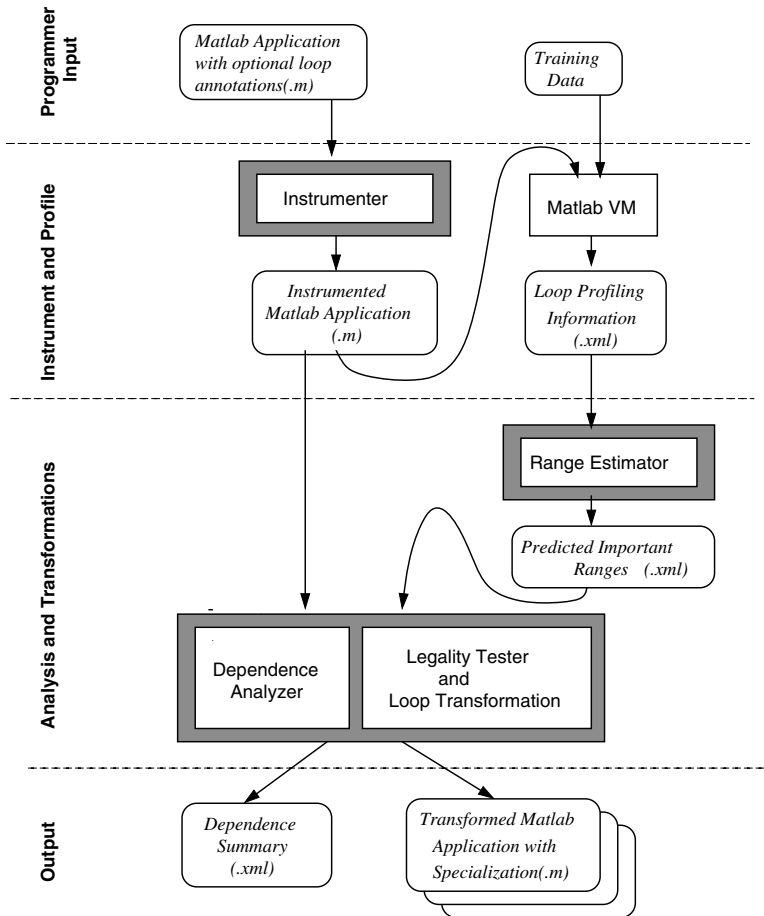 Programmer
Input
Matlab Application
with optional loop
annotations(.m)
Training
Data
Instrument and Profile
Instrumenter
Matlab VM
Instrumented
Matlab Application
(.m)
Loop Profiling
Information
(.xml)
Analysis and Transformations
Range Estimator
Predicted Important
Ranges (.xml)
Dependence
Analyzer
Legality Tester
and
Loop Transformation
Output
Dependence
Summary
(.xml)
Transformed Matlab
Application with
Specialization(.m)